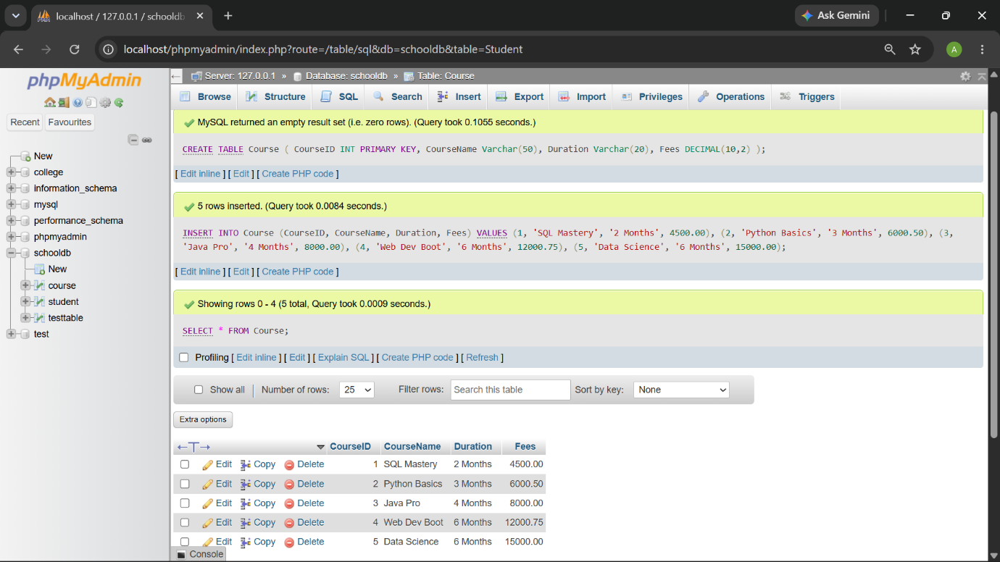 localhost / 127.0.0.1 / schooldb
Ask Gemini
localhost/phpmyadmin/index.php?route=/table/sql&db=schooldb&table=Student
A
phpMyAdmin
Recent
Favourites
New
college
information_schema
mysql
performance_schema
phpmyadmin
schooldb
New
course
student
testtable
test
Server: 127.0.0.1 » Database: schooldb » Table: Course
Browse Structure SQL Search Insert Export Import Privileges Operations Triggers
MySQL returned an empty result set (i.e. zero rows). (Query took 0.1055 seconds.)
CREATE TABLE Course ( CourseID INT PRIMARY KEY, CourseName Varchar(50), Duration Varchar(20), Fees DECIMAL(10,2) );
[ Edit inline ] [ Edit ] [ Create PHP code ]
5 rows inserted. (Query took 0.0084 seconds.)
INSERT INTO Course (CourseID, CourseName, Duration, Fees) VALUES (1, 'SQL Mastery', '2 Months', 4500.00), (2, 'Python Basics', '3 Months', 6000.50), (3,
'Java Pro', '4 Months', 8000.00), (4, 'Web Dev Boot', '6 Months', 12000.75), (5, 'Data Science', '6 Months', 15000.00);
[ Edit inline ] [ Edit ] [ Create PHP code ]
Showing rows 0 - 4 (5 total, Query took 0.0009 seconds.)
SELECT * FROM Course;
Profiling [ Edit inline ] [ Edit ] [ Explain SQL ] [ Create PHP code ] [ Refresh ]
Show all Number of rows: 25 Filter rows: Search this table Sort by key: None
Extra options
CourseID CourseName Duration Fees
Edit Copy Delete 1 SQL Mastery 2 Months 4500.00
Edit Copy Delete 2 Python Basics 3 Months 6000.50
Edit Copy Delete 3 Java Pro 4 Months 8000.00
Edit Copy Delete 4 Web Dev Boot 6 Months 12000.75
Edit Copy Delete 5 Data Science 6 Months 15000.00
Console